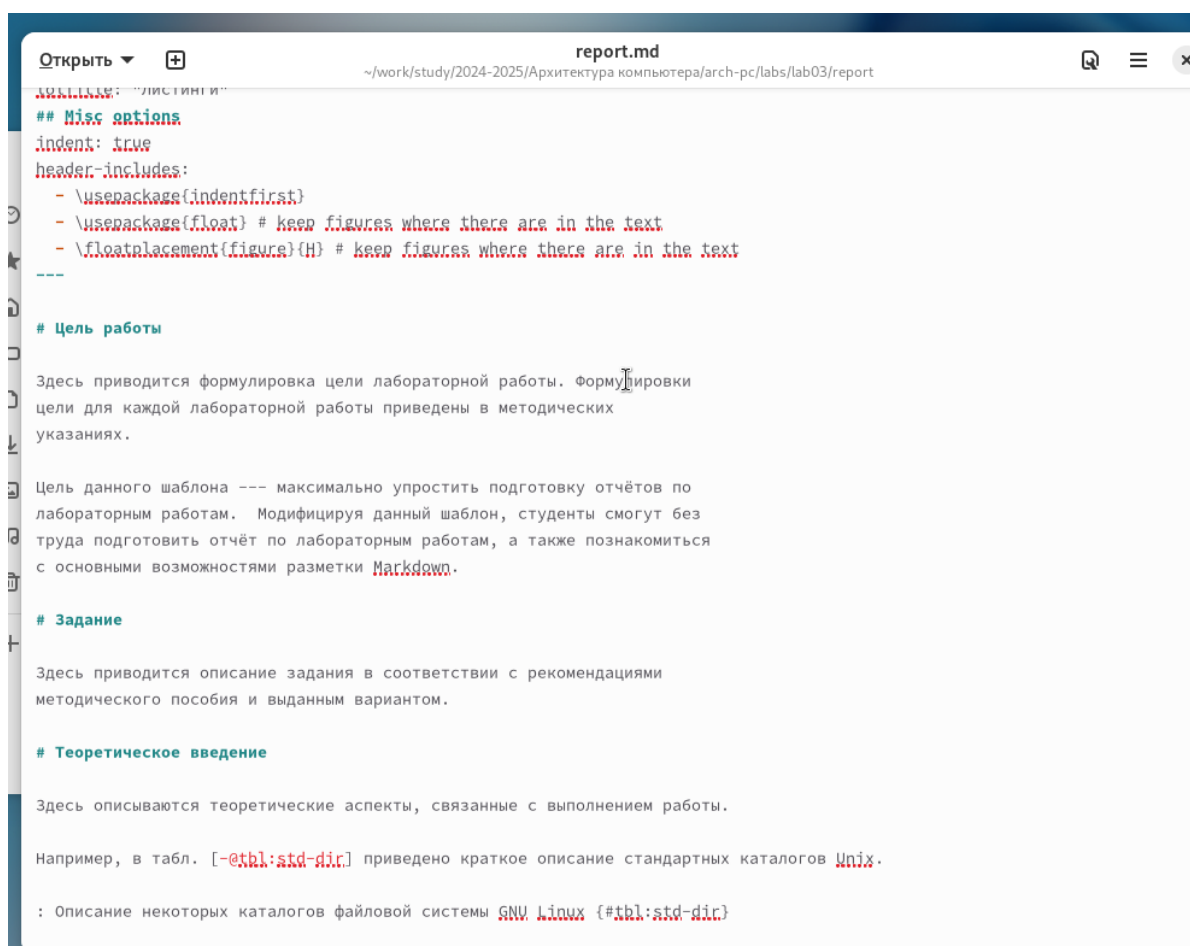 Открыть
report.md
~/work/study/2024-2025/Архитектура компьютера/arch-pc/labs/lab03/report
lolTitle: "Листинги"
## Misc options
indent: true
header-includes:
  - \usepackage{indentfirst}
  - \usepackage{float} # keep figures where there are in the text
  - \floatplacement{figure}{H} # keep figures where there are in the text
---
# Цель работы
Здесь приводится формулировка цели лабораторной работы. Формулировки
цели для каждой лабораторной работы приведены в методических
указаниях.
Цель данного шаблона --- максимально упростить подготовку отчётов по
лабораторным работам.  Модифицируя данный шаблон, студенты смогут без
труда подготовить отчёт по лабораторным работам, а также познакомиться
с основными возможностями разметки Markdown.
# Задание
Здесь приводится описание задания в соответствии с рекомендациями
методического пособия и выданным вариантом.
# Теоретическое введение
Здесь описываются теоретические аспекты, связанные с выполнением работы.
Например, в табл. [-@tbl:std-dir] приведено краткое описание стандартных каталогов Unix.
: Описание некоторых каталогов файловой системы GNU Linux {#tbl:std-dir}